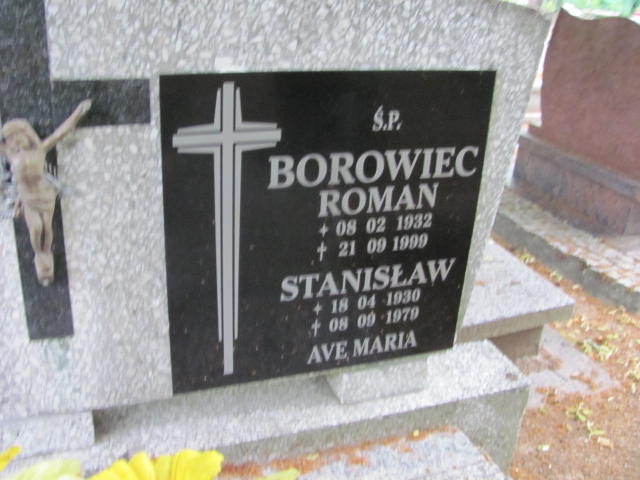 Ś.P.
BOROWIEC
ROMAN
+ 08 02 1932
† 21 09 1999
STANISŁAW
+ 18 04 1930
† 08 09 1979
AVE MARIA